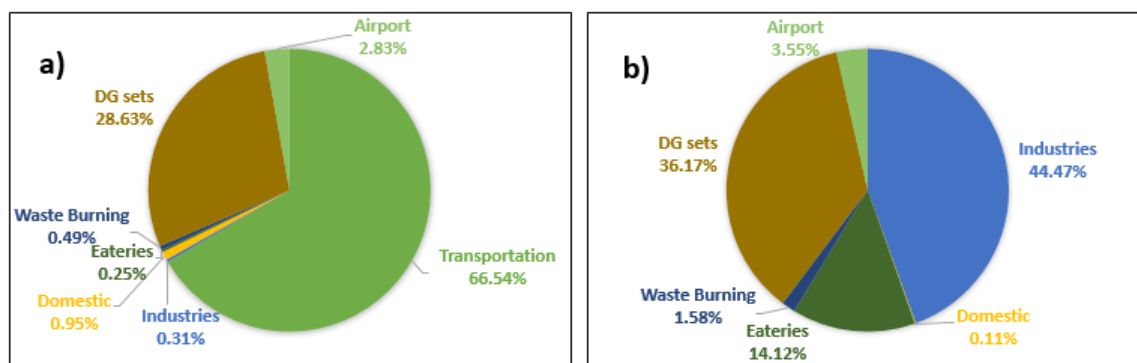 a)
Airport
2.83%
DG sets
28.63%
Waste Burning
0.49%
Eateries
0.25%
Domestic
0.95%
Industries
0.31%
Transportation
66.54%
b)
Airport
3.55%
DG sets
36.17%
Industries
44.47%
Waste Burning
1.58%
Eateries
14.12%
Domestic
0.11%